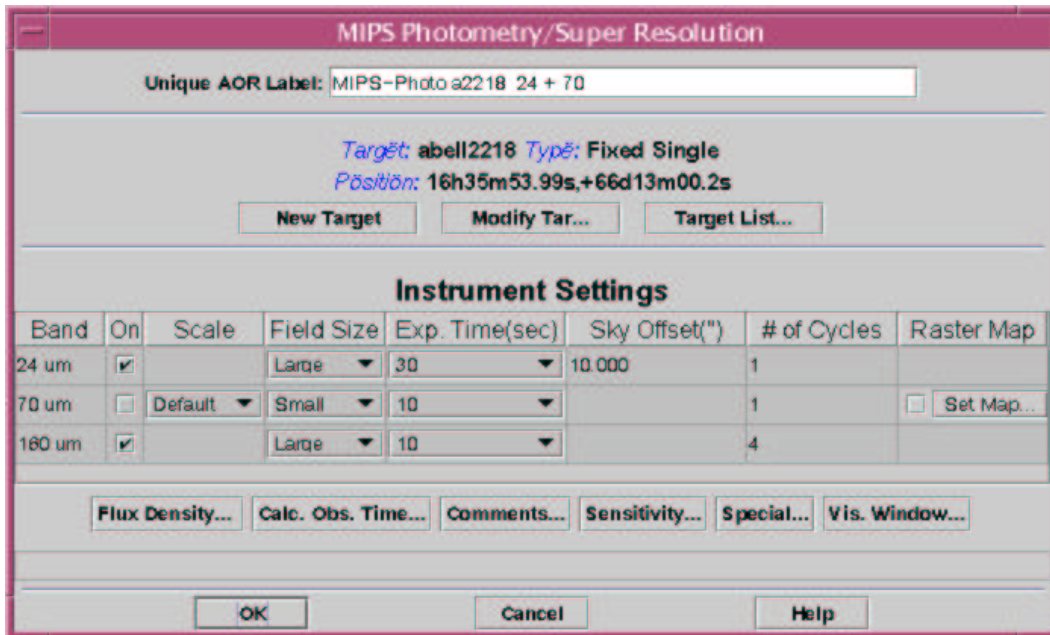 MIPS Photometry/Super Resolution
Unique AOR Label: MIPS-Photo a2218 24 + 70
Target: abell2218 Type: Fixed Single
Position: 16h35m53.99s,+66d13m00.2s
New Target Modify Tar... Target List...
Instrument Settings
Band On Scale Field Size Exp. Time(sec) Sky Offset(") # of Cycles Raster Map
24 um Large 30 10.000 1
70 um Default Small 10 1 Set Map...
160 um Large 10 4
Flux Density... Calc. Obs. Time... Comments... Sensitivity... Special... Vis. Window...
OK Cancel Help